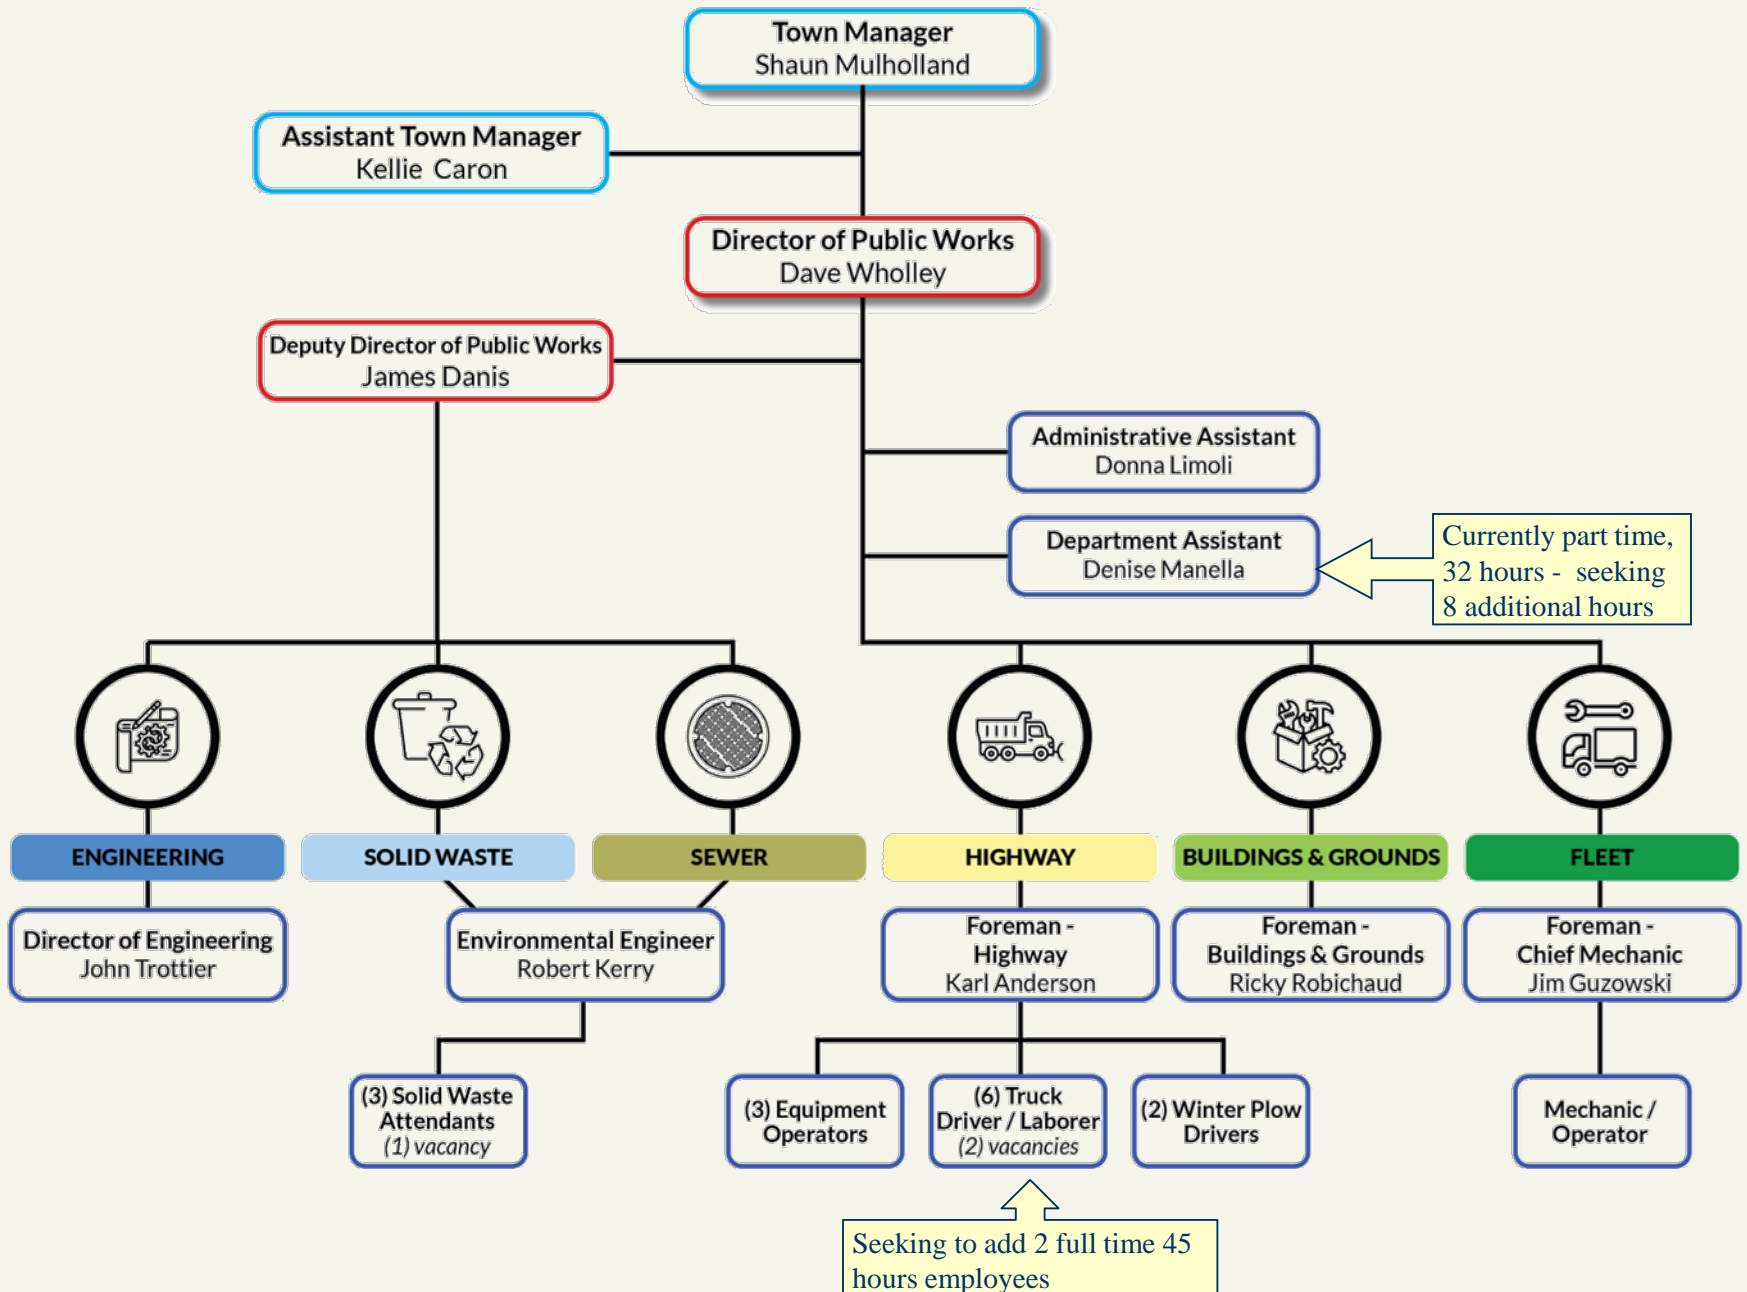 Town Manager
Shaun Mulholland
Assistant Town Manager
Kellie Caron
Director of Public Works
Dave Wholley
Deputy Director of Public Works
James Danis
Administrative Assistant
Donna Limoli
Department Assistant
Denise Manella
Currently part time,
32 hours - seeking
8 additional hours
ENGINEERING
SOLID WASTE
SEWER
HIGHWAY
BUILDINGS & GROUNDS
FLEET
Director of Engineering
John Trottier
Environmental Engineer
Robert Kerry
Foreman -
Highway
Karl Anderson
Foreman -
Buildings & Grounds
Ricky Robichaud
Foreman -
Chief Mechanic
Jim Guzowski
(3) Solid Waste
Attendants
(1) vacancy
(3) Equipment
Operators
(6) Truck
Driver / Laborer
(2) vacancies
(2) Winter Plow
Drivers
Mechanic /
Operator
Seeking to add 2 full time 45
hours employees